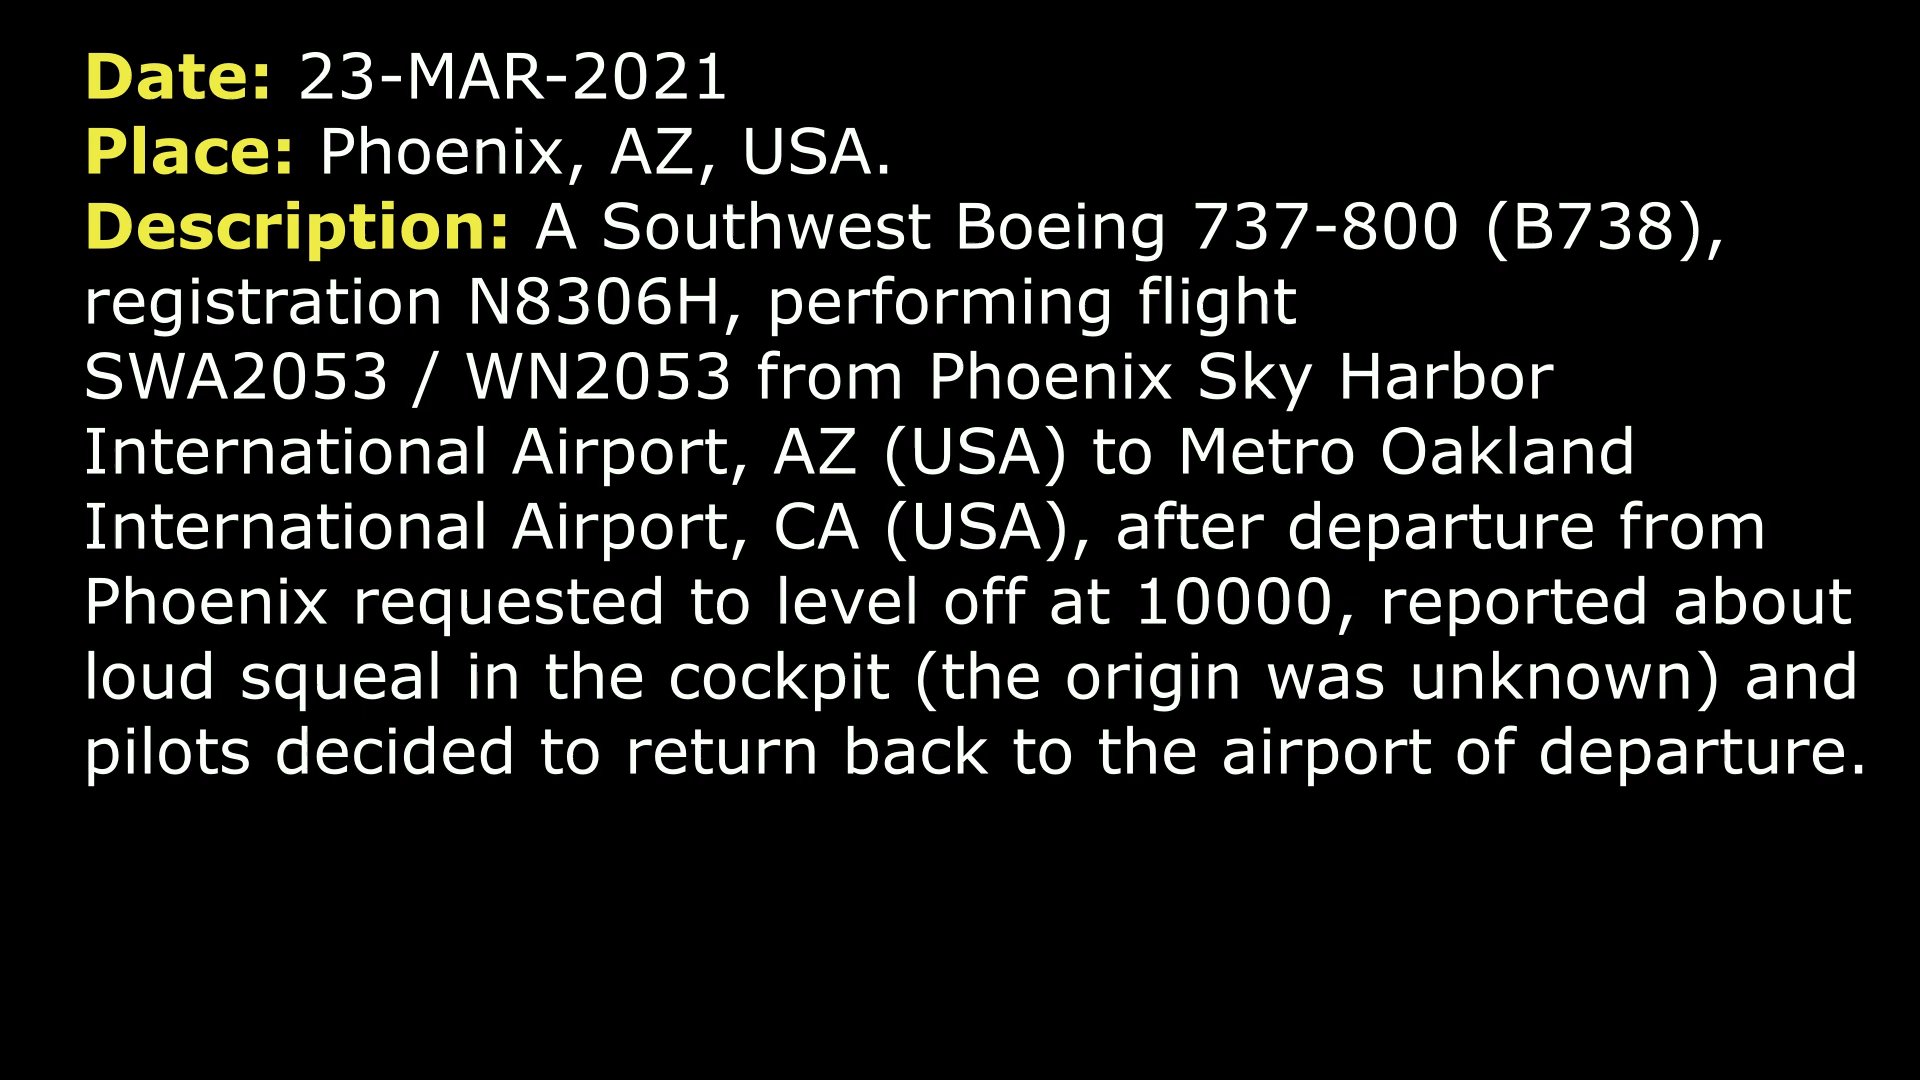 Date: 23-MAR-2021
Place: Phoenix, AZ, USA.
Description: A Southwest Boeing 737-800 (B738),
registration N8306H, performing flight
SWA2053 / WN2053 from Phoenix Sky Harbor
International Airport, AZ (USA) to Metro Oakland
International Airport, CA (USA), after departure from
Phoenix requested to level off at 10000, reported about
loud squeal in the cockpit (the origin was unknown) and
pilots decided to return back to the airport of departure.